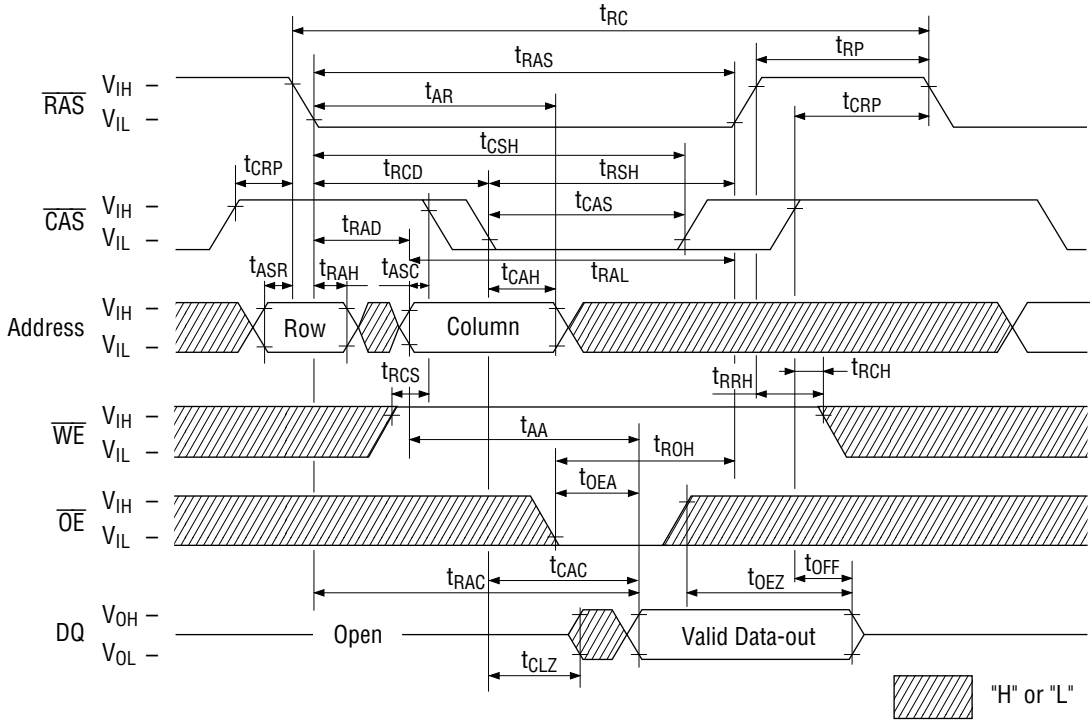 tRC
tRP
tRAS
tAR
tCRP
RAS
VIH –
VIL –
tCSH
tCRP
tRCD
tRSH
tCAS
CAS
VIH –
VIL –
tRAD
tRAL
tASR
tRAH
tASC
tCAH
Address
VIH –
VIL –
Row
Column
tRCS
tRRH
tRCH
WE
VIH –
VIL –
tAA
tROH
tOEA
OE
VIH –
VIL –
tRAC
tCAC
tOEZ
tOFF
DQ
VOH –
VOL –
Open
Valid Data-out
tCLZ
"H" or "L"